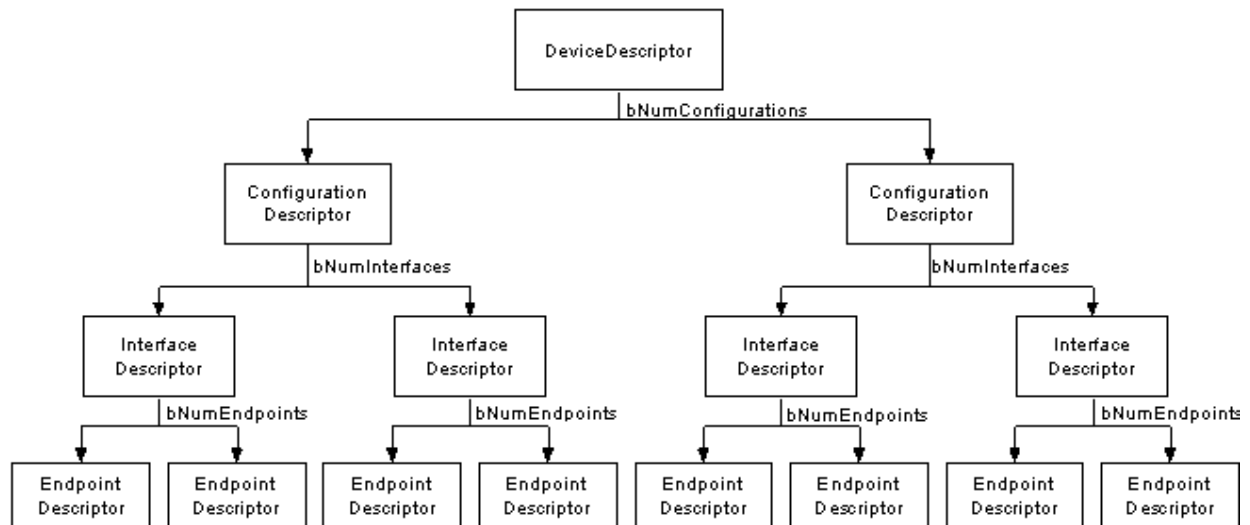 DeviceDescriptor
bNumConfigurations
Configuration
Descriptor
Configuration
Descriptor
bNumInterfaces
bNumInterfaces
Interface
Descriptor
Interface
Descriptor
Interface
Descriptor
Interface
Descriptor
bNumEndpoints
bNumEndpoints
bNumEndpoints
bNumEndpoints
Endpoint
Descriptor
Endpoint
Descriptor
Endpoint
Descriptor
Endpoint
Descriptor
Endpoint
Descriptor
Endpoint
Descriptor
Endpoint
Descriptor
Endpoint
Descriptor